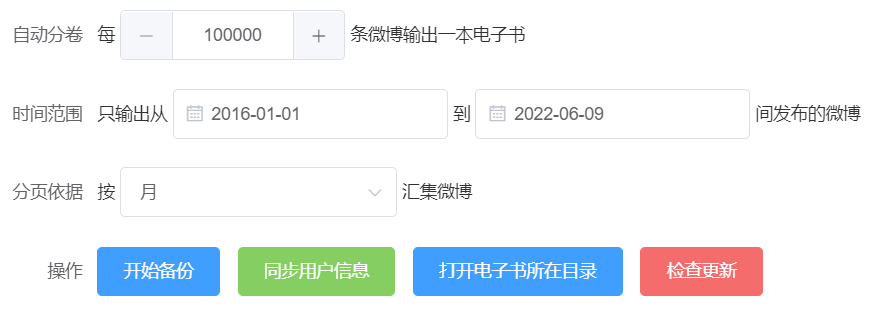 自动分卷 每 － 100000 ＋ 条微博输出一本电子书
时间范围 只输出从 2016-01-01 到 2022-06-09 间发布的微博
分页依据 按 月 汇集微博
操作 开始备份 同步用户信息 打开电子书所在目录 检查更新